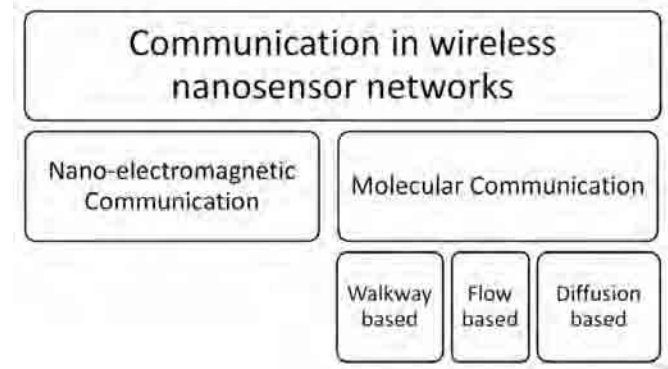 Communication in wireless
nanosensor networks
Nano-electromagnetic
Communication
Molecular Communication
Walkway
based
Flow
based
Diffusion
based